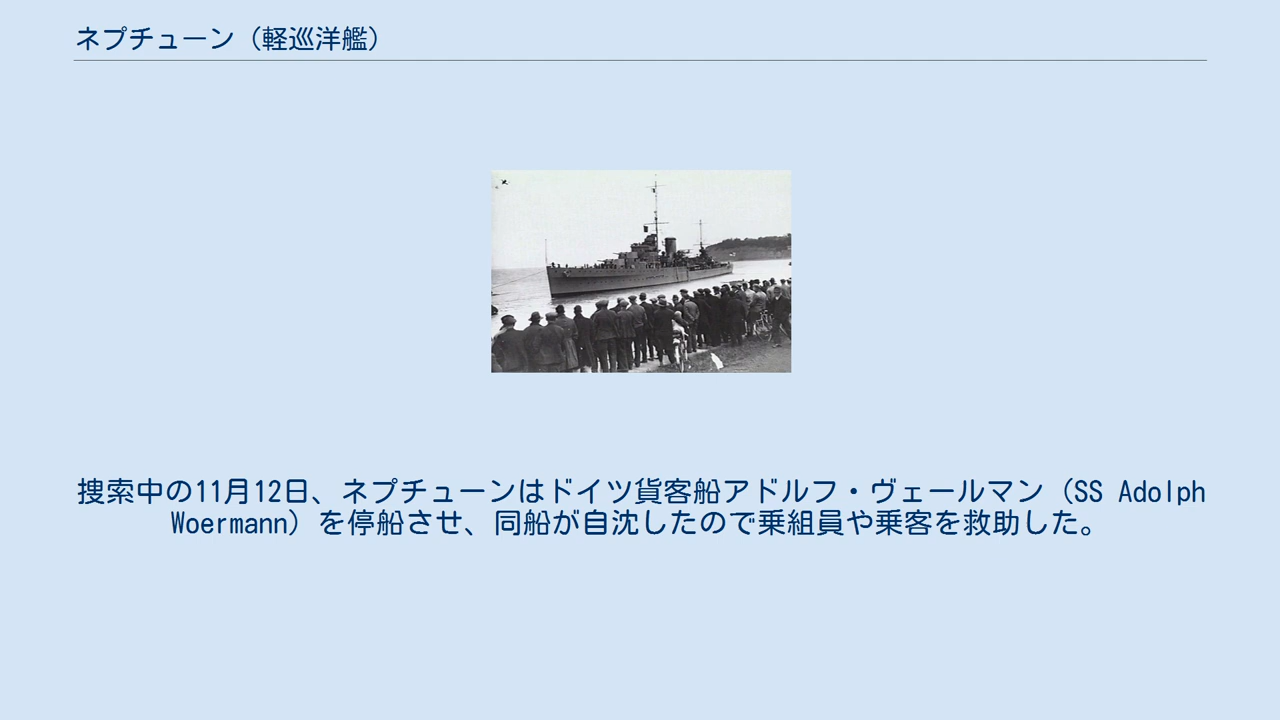 ネプチューン（軽巡洋艦）
捜索中の11月12日、ネプチューンはドイツ貨客船アドルフ・ヴェールマン（SS Adolph
Woermann）を停船させ、同船が自沈したので乗組員や乗客を救助した。